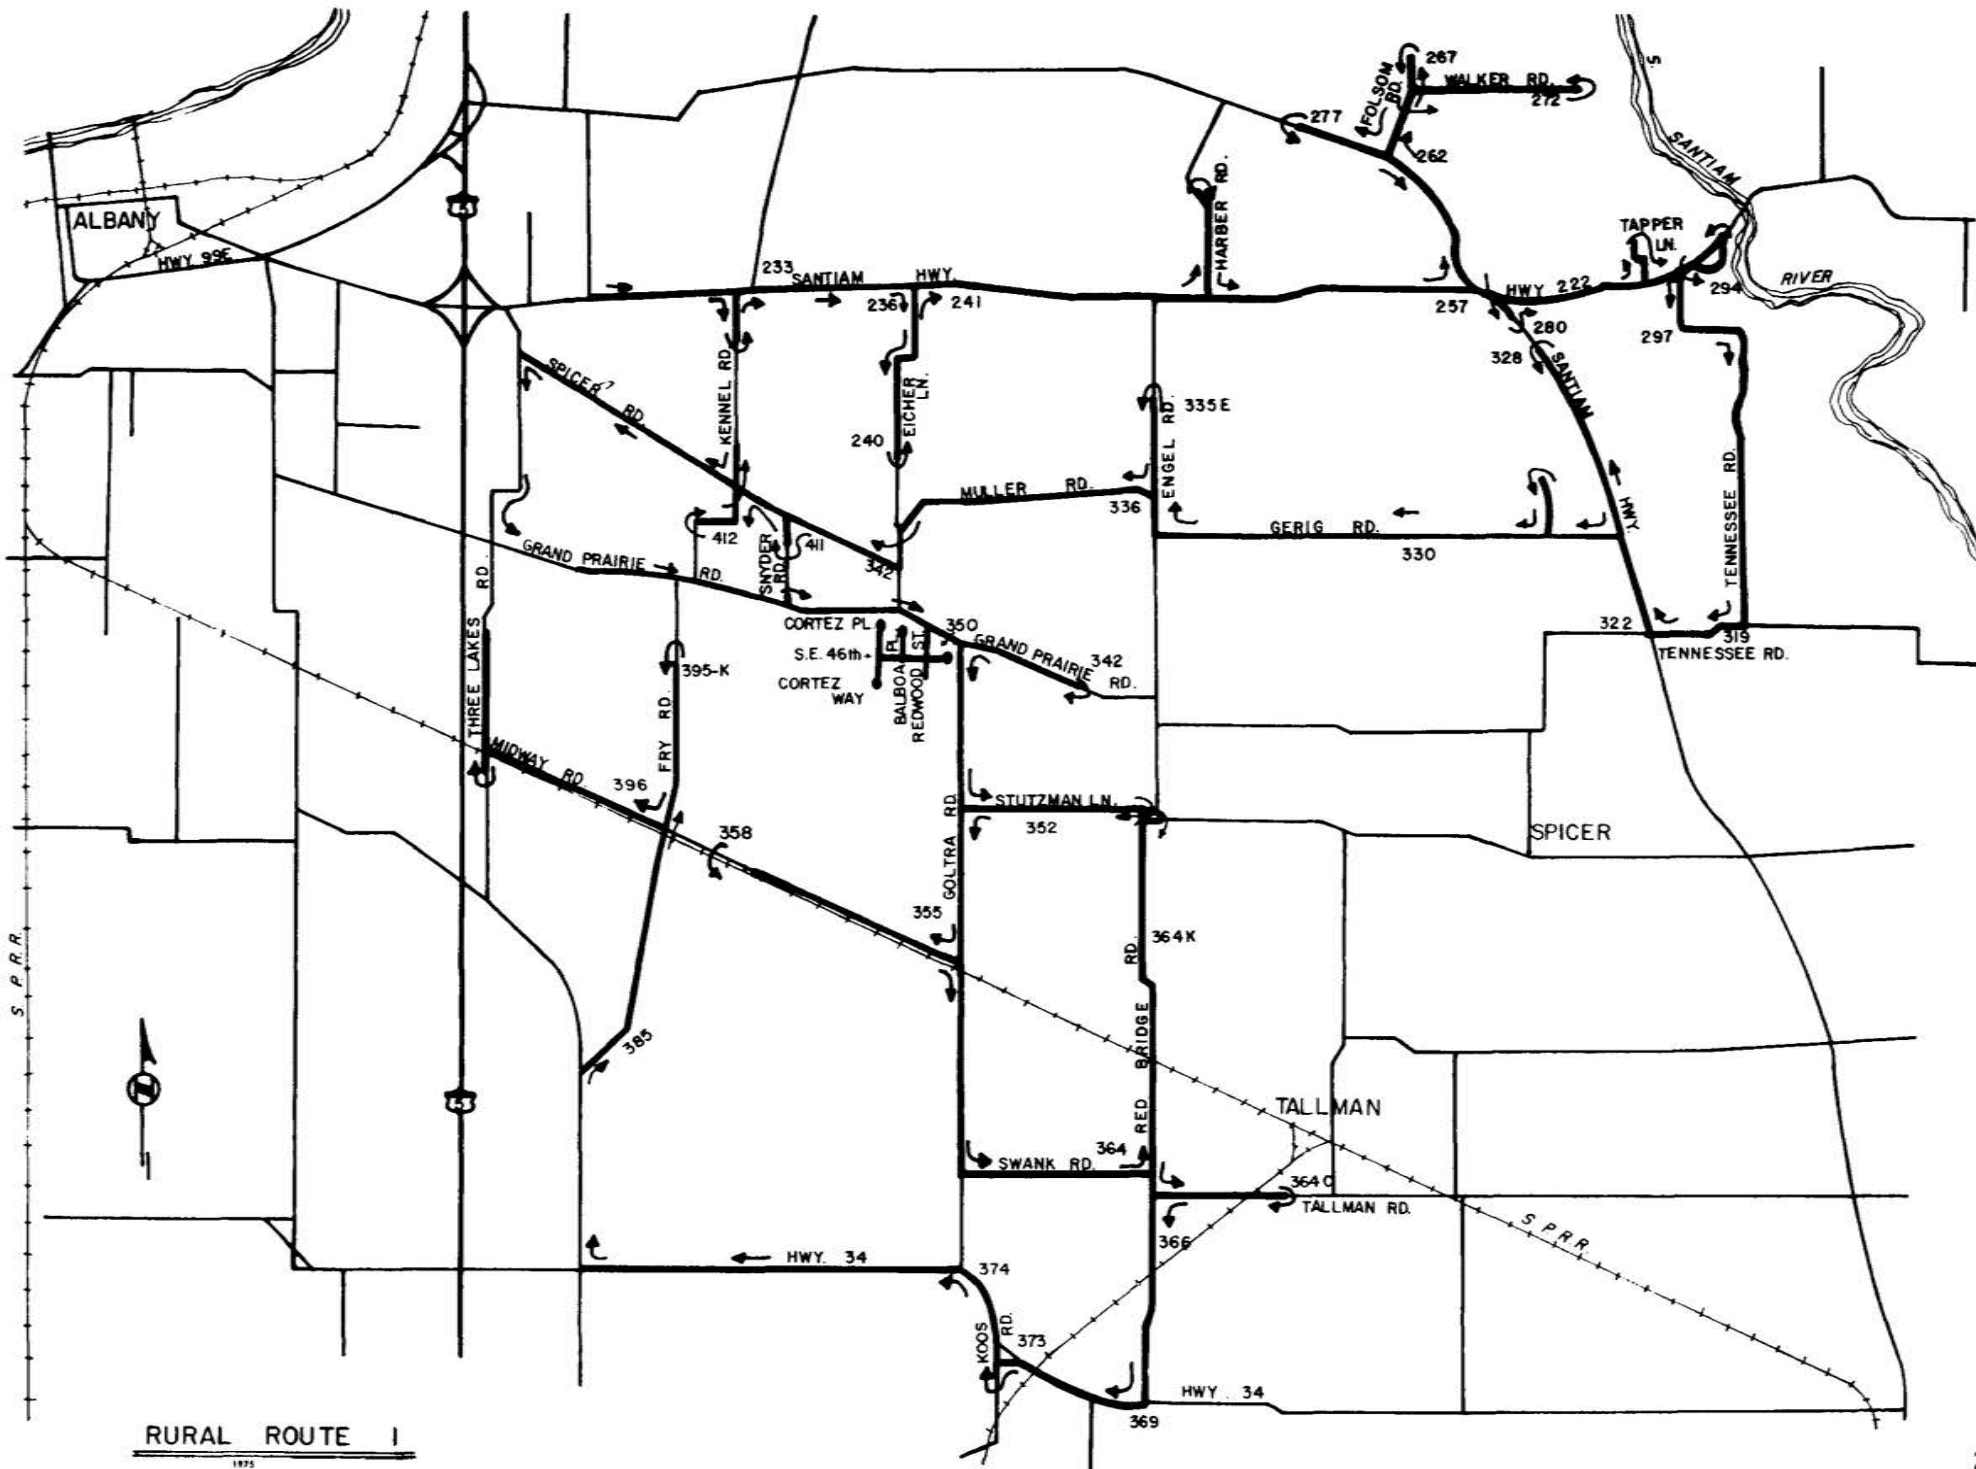 267
FOLSOM
RD.
WALKER RD.
272
277
262
S.
SANTIAM
RIVER
5
ALBANY
HWY 99E
HARBER RD.
TAPPER
LN.
233
SANTIAM HWY.
236
241
257
HWY 222
294
280
297
328
SANTIAM
HWY.
SPICER RD.
KENNEL RD.
EICHER
LN.
240
335E
ENGEL RD.
MULLER RD.
336
GERIG RD.
330
TENNESSEE RD.
412
411
SNYDER
RD.
342
GRAND PRAIRIE RD.
THREE LAKES RD.
CORTEZ PL.
350
S.E. 46th
CORTEZ
WAY
BALBOA PL.
REDWOOD ST.
GRAND PRAIRIE RD.
342
322
319
TENNESSEE RD.
395-K
FRY RD.
MIDWAY RD.
396
358
GOLTRA RD.
STUTZMAN LN.
352
SPICER
355
364K
RED BRIDGE RD.
S. P. R.R.
385
5
TALLMAN
364
SWANK RD.
364C
TALLMAN RD.
366
S.P.R.R.
HWY. 34
374
KOOS RD.
373
HWY. 34
369
N
RURAL ROUTE 1
1975